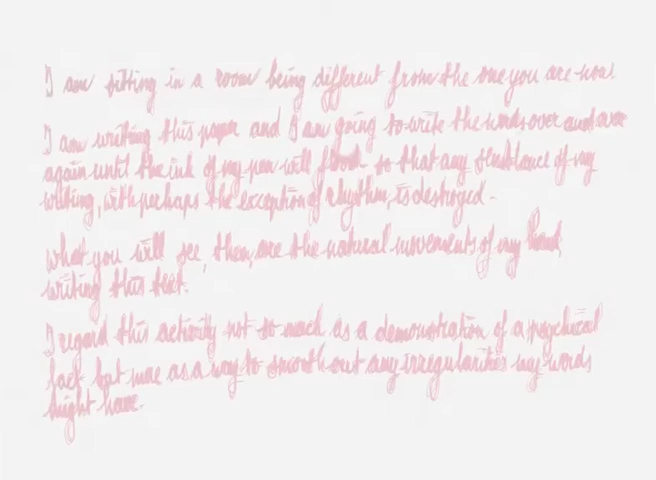 I am sitting in a room being different from the one you are now
I am writing this paper and I am going to write the words over and over
again until the ink of my pen will flood so that any semblance of my
writing, with perhaps the exception of rhythm, is destroyed.
what you will see, then, are the natural movements of my hand
writing this text.
I regard this activity not so much as a demonstration of a psychical
fact but more as a way to smooth out any irregularities my words
might have.